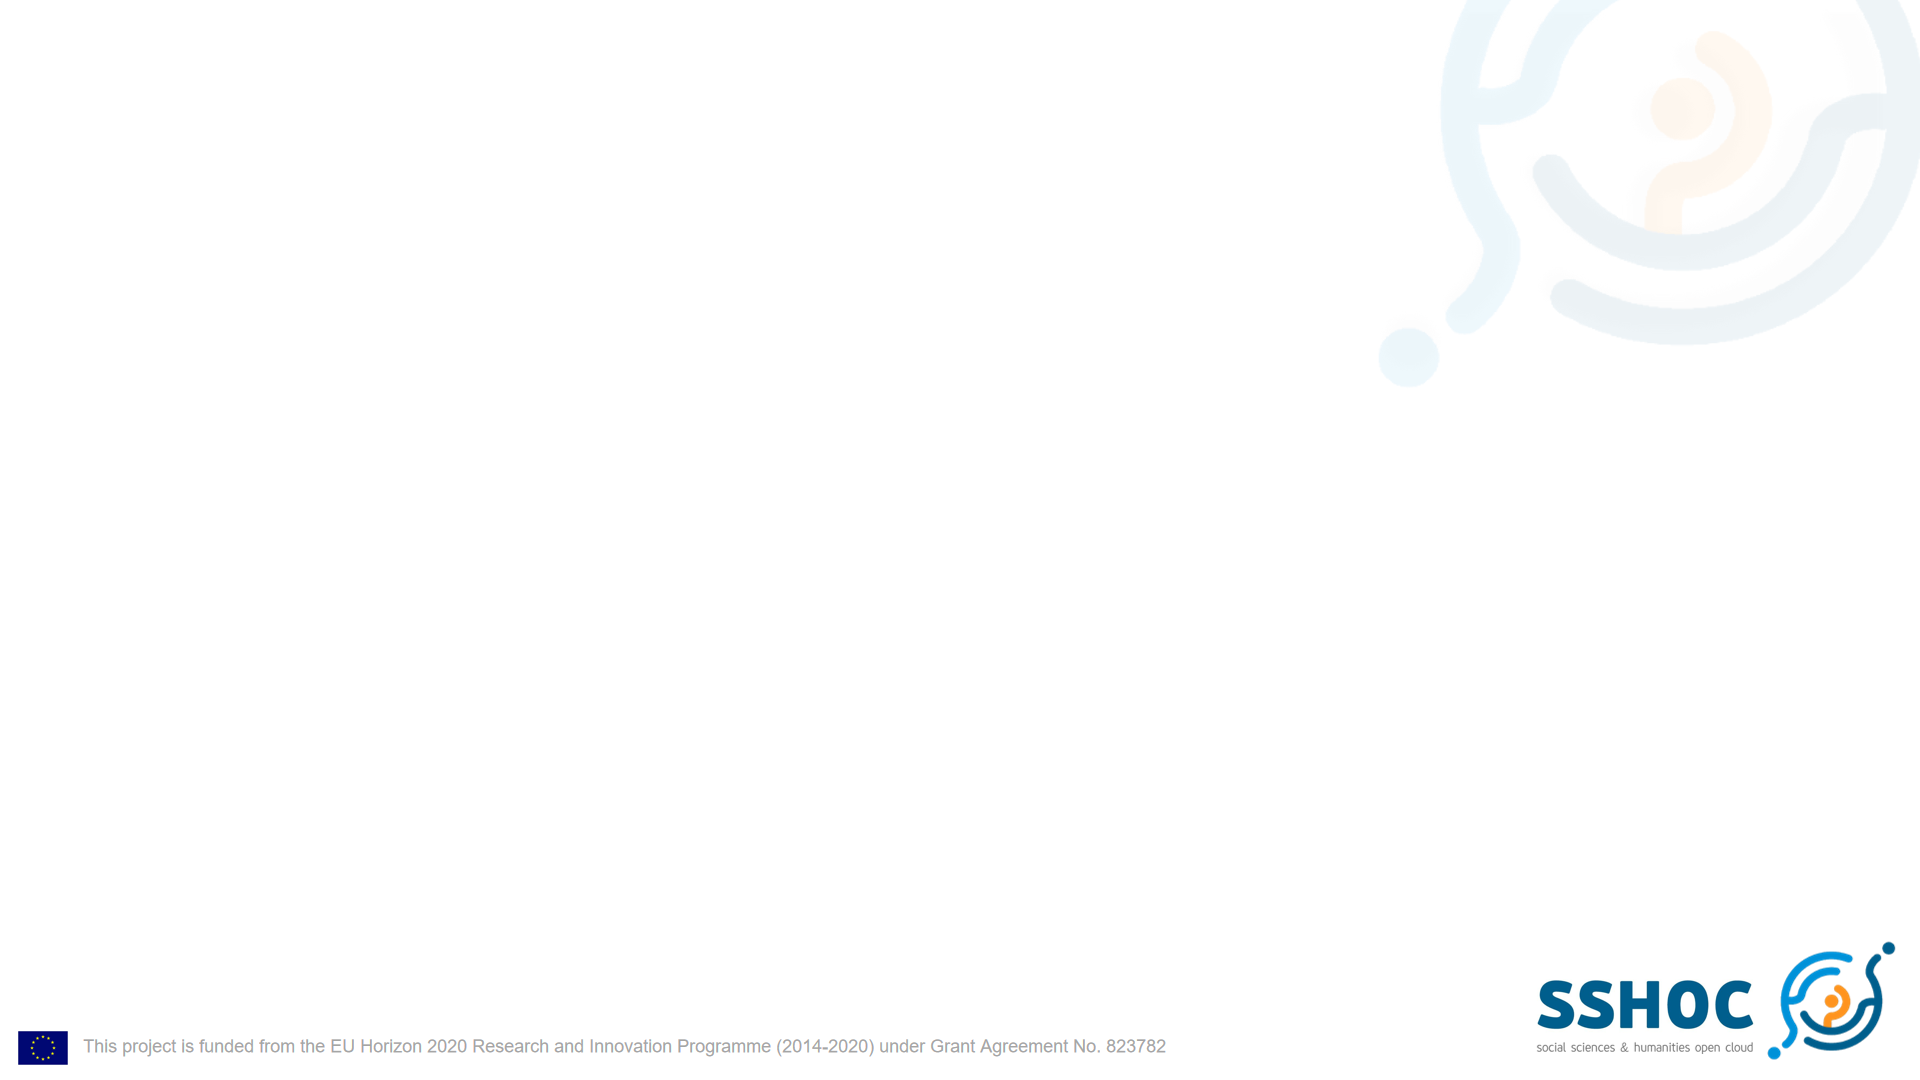 SSHOC
social sciences & humanities open cloud
This project is funded from the EU Horizon 2020 Research and Innovation Programme (2014-2020) under Grant Agreement No. 823782